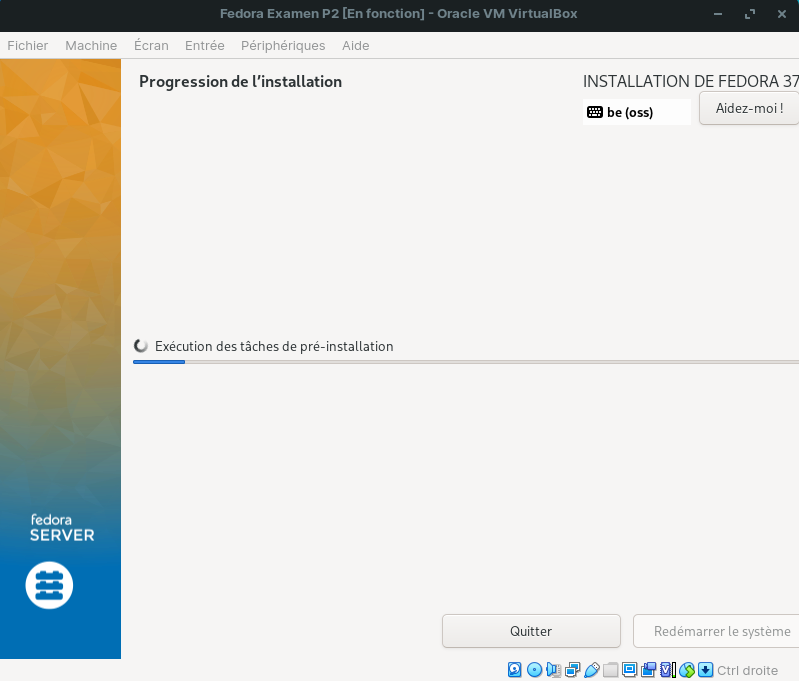 Fedora Examen P2 [En fonction] - Oracle VM VirtualBox
Fichier Machine Écran Entrée Périphériques Aide
Progression de l'installation
INSTALLATION DE FEDORA 37
be (oss)
Aidez-moi !
Exécution des tâches de pré-installation
fedora
SERVER
Quitter
Redémarrer le système
Ctrl droite